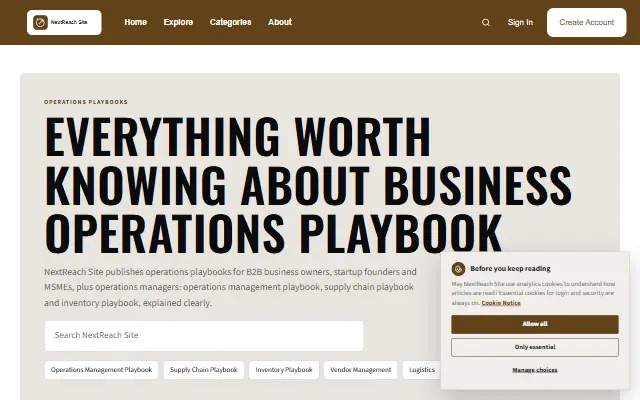 NextReach Site
Home
Explore
Categories
About
Sign In
Create Account
OPERATIONS PLAYBOOKS
EVERYTHING WORTH
KNOWING ABOUT BUSINESS
OPERATIONS PLAYBOOK
NextReach Site publishes operations playbooks for B2B business owners, startup founders and
MSMEs, plus operations managers: operations management playbook, supply chain playbook
and inventory playbook, explained clearly.
Search NextReach Site
Operations Management Playbook
Supply Chain Playbook
Inventory Playbook
Vendor Management
Logistics
Before you keep reading
May NextReach Site use analytics cookies to understand how
articles are read? Essential cookies for login and security are
always on. Cookie Notice
Allow all
Only essential
Manage choices